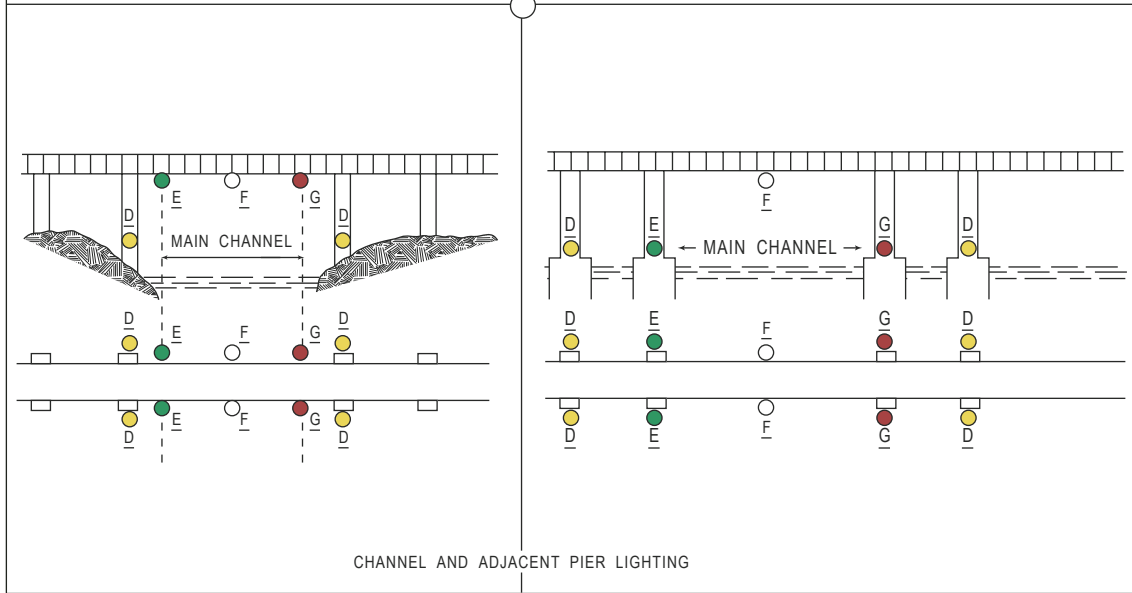 E F G
D D
MAIN CHANNEL
D E F G D
E F G
D D
F
D E G D
MAIN CHANNEL
D E F G D
D E F G D
CHANNEL AND ADJACENT PIER LIGHTING